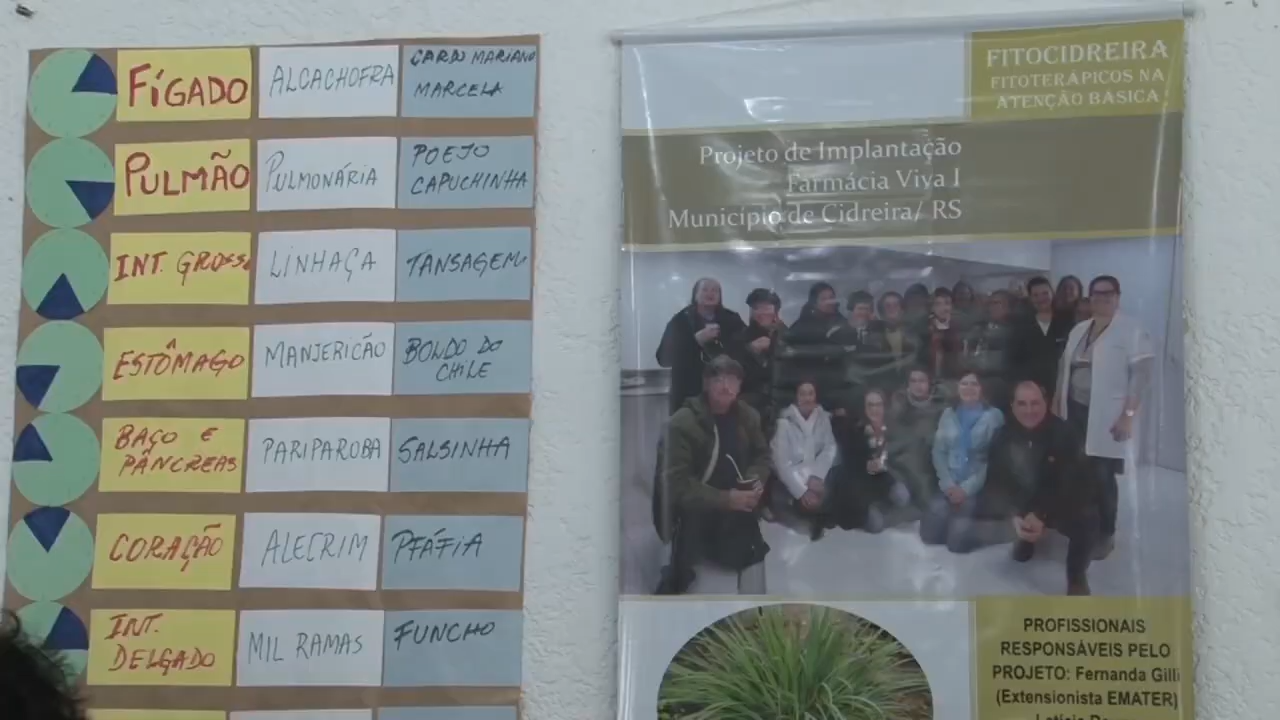 FÍGADO
ALCACHOFRA
CARDO MARIANO
MARCELA
PULMÃO
PULMONÁRIA
POEJO
CAPUCHINHA
INT. GROSSO
LINHAÇA
TANSAGEM
ESTÔMAGO
MANJERICÃO
BOLDO DO
CHILE
BAÇO E
PÂNCREAS
PARIPAROBA
SALSINHA
CORAÇÃO
ALECRIM
PFÁFIA
INT.
DELGADO
MIL RAMAS
FUNCHO
FITOCIDREIRA
FITOTERÁPICOS NA
ATENÇÃO BÁSICA
Projeto de Implantação
Farmácia Viva I
Município de Cidreira/ RS
PROFISSIONAIS
RESPONSÁVEIS PELO
PROJETO: Fernanda Gilli
(Extensionista EMATER)